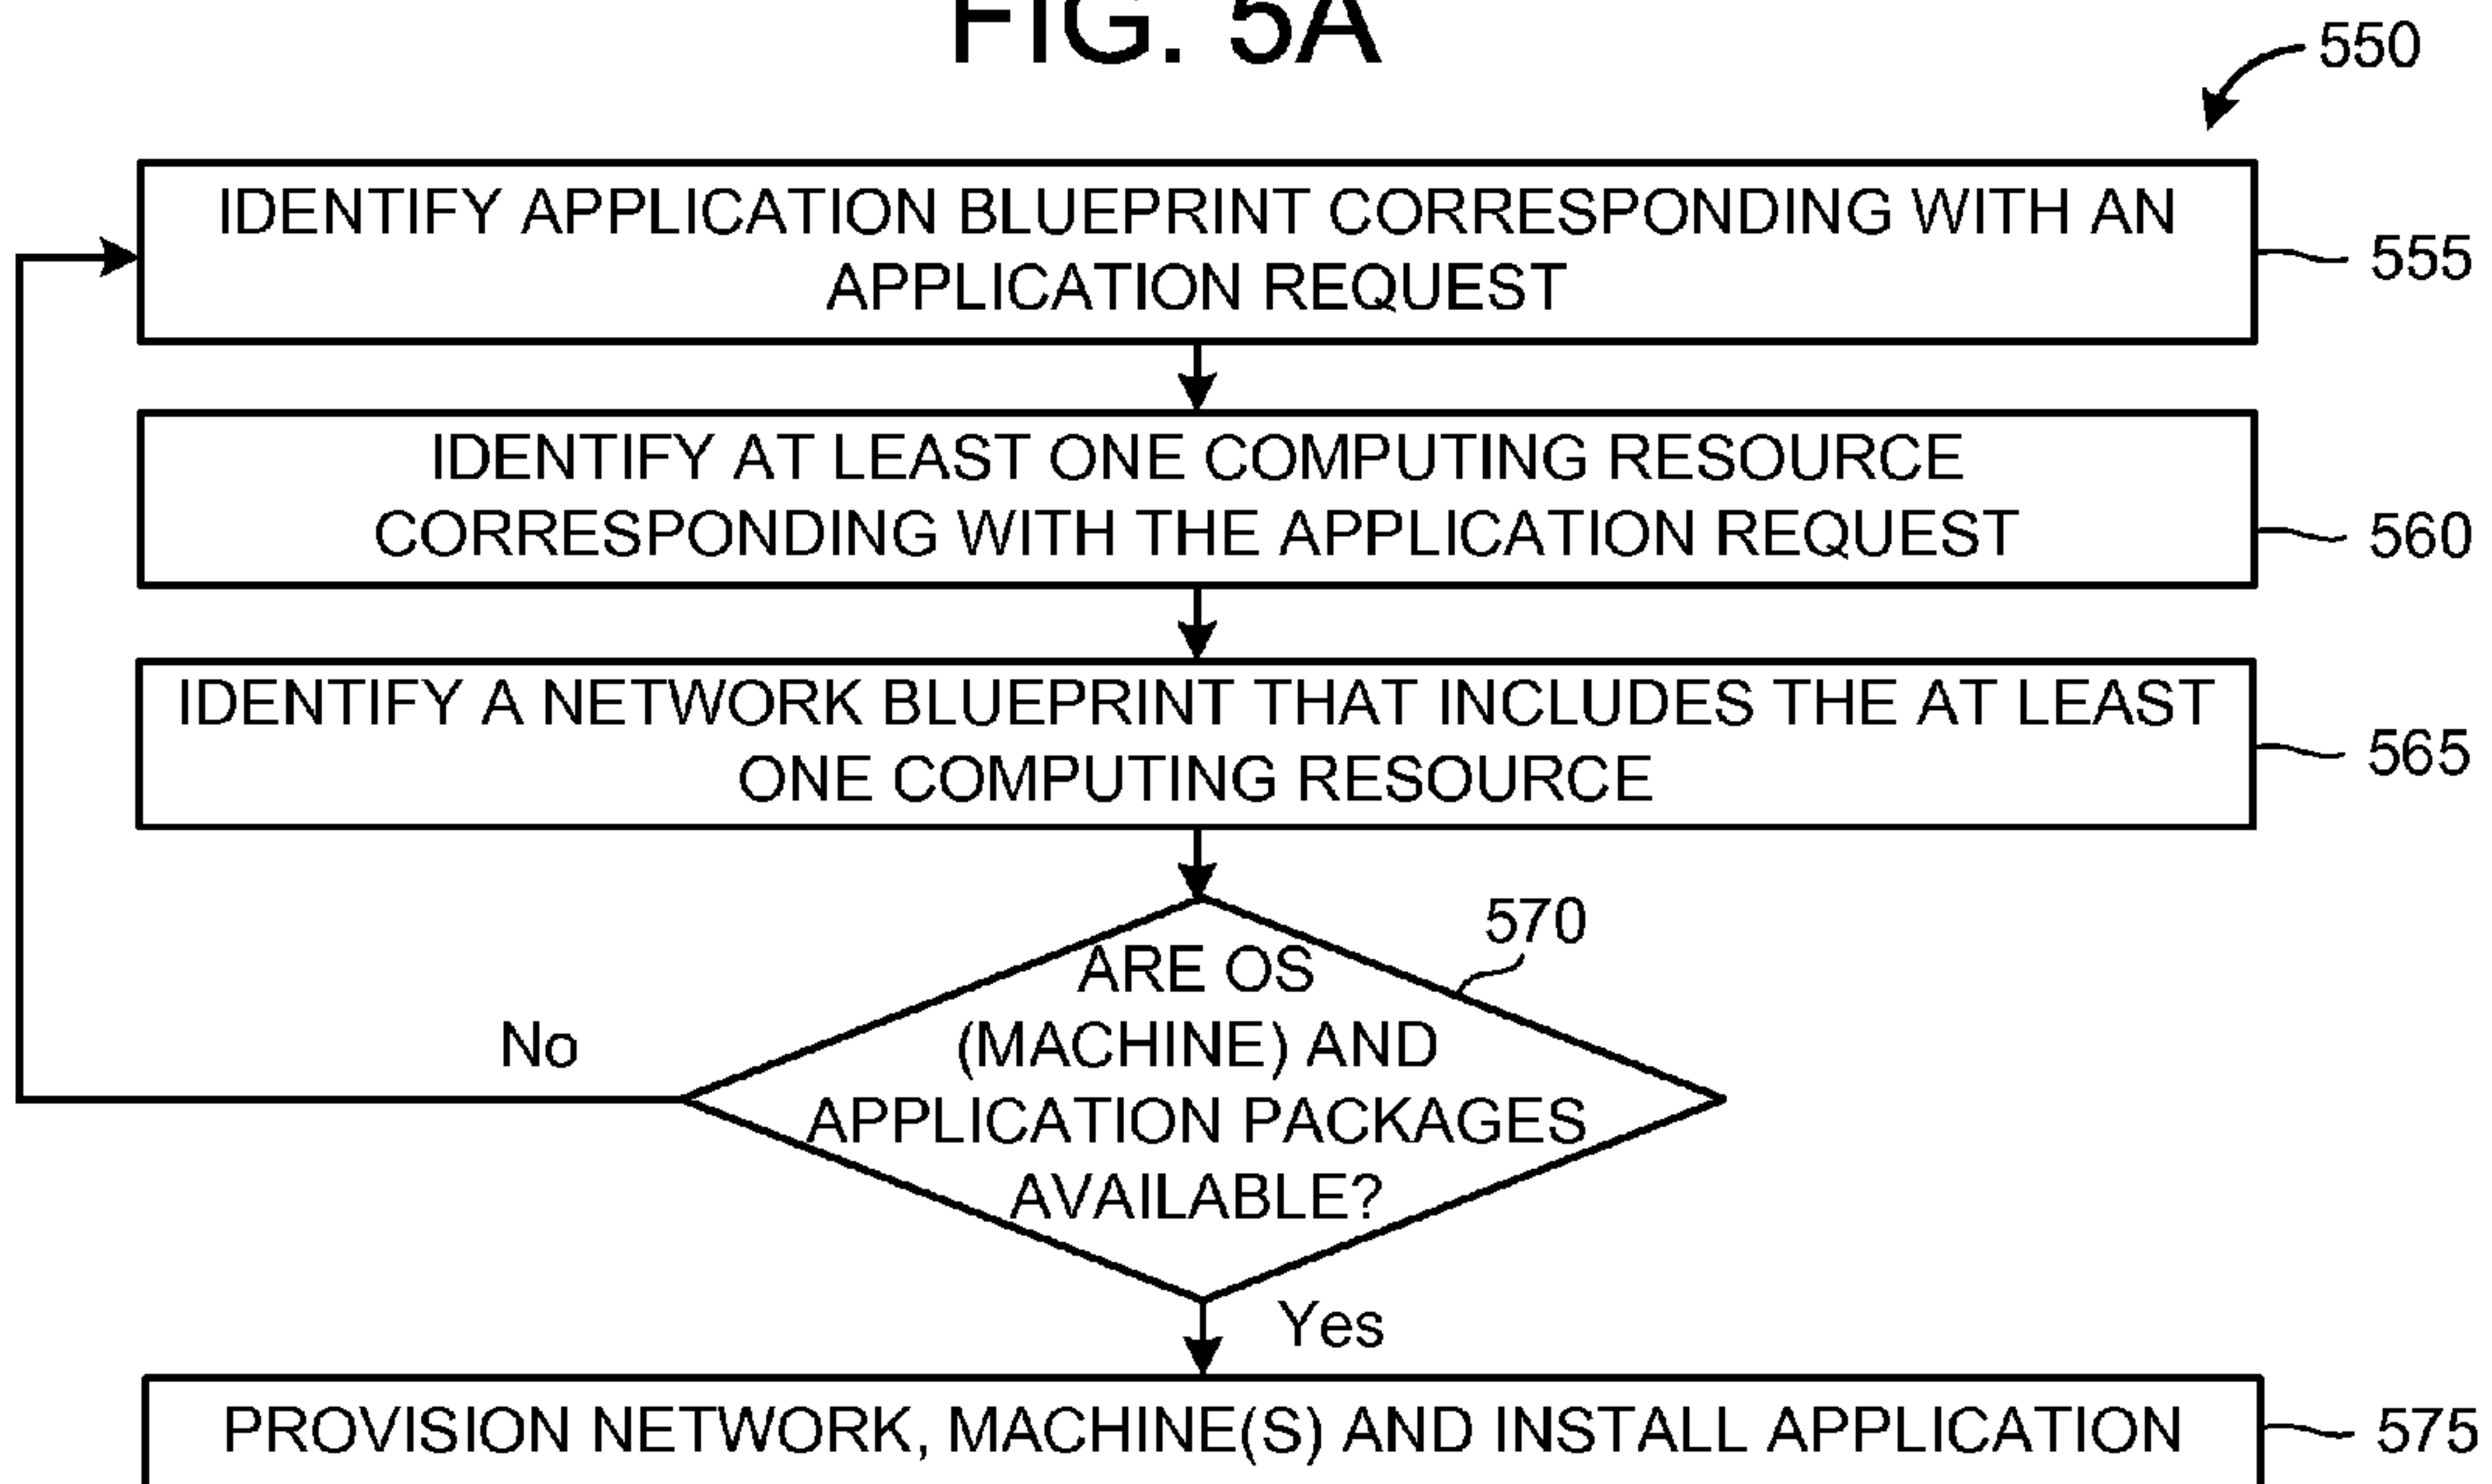 FIG. 5A
550
IDENTIFY APPLICATION BLUEPRINT CORRESPONDING WITH AN
APPLICATION REQUEST
555
IDENTIFY AT LEAST ONE COMPUTING RESOURCE
CORRESPONDING WITH THE APPLICATION REQUEST
560
IDENTIFY A NETWORK BLUEPRINT THAT INCLUDES THE AT LEAST
ONE COMPUTING RESOURCE
565
570
ARE OS
(MACHINE) AND
APPLICATION PACKAGES
AVAILABLE?
No
Yes
PROVISION NETWORK, MACHINE(S) AND INSTALL APPLICATION
575